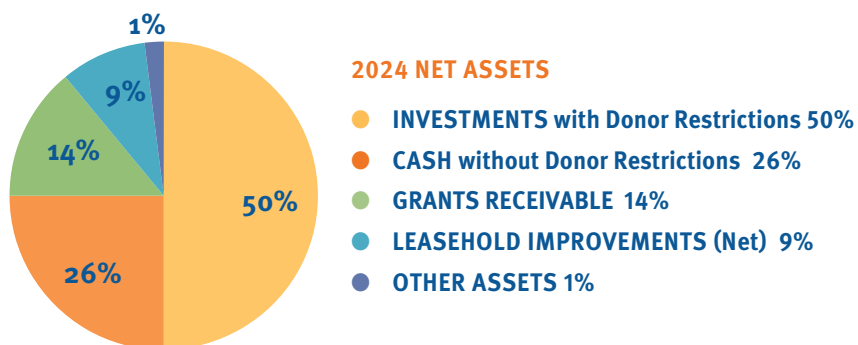 1%
9%
14%
50%
26%
2024 NET ASSETS
INVESTMENTS with Donor Restrictions 50%
CASH without Donor Restrictions 26%
GRANTS RECEIVABLE 14%
LEASEHOLD IMPROVEMENTS (Net) 9%
OTHER ASSETS 1%